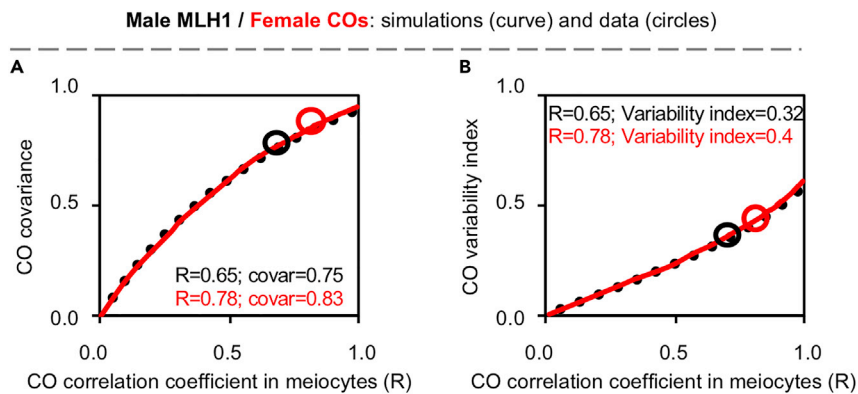 Male MLH1 / Female COs: simulations (curve) and data (circles)
A
1.0
0.5
0.0
CO covariance
R=0.65; covar=0.75
R=0.78; covar=0.83
0.0 0.5 1.0
CO correlation coefficient in meiocytes (R)
B
1.0
0.5
0.0
CO variability index
R=0.65; Variability index=0.32
R=0.78; Variability index=0.4
0.0 0.5 1.0
CO correlation coefficient in meiocytes (R)